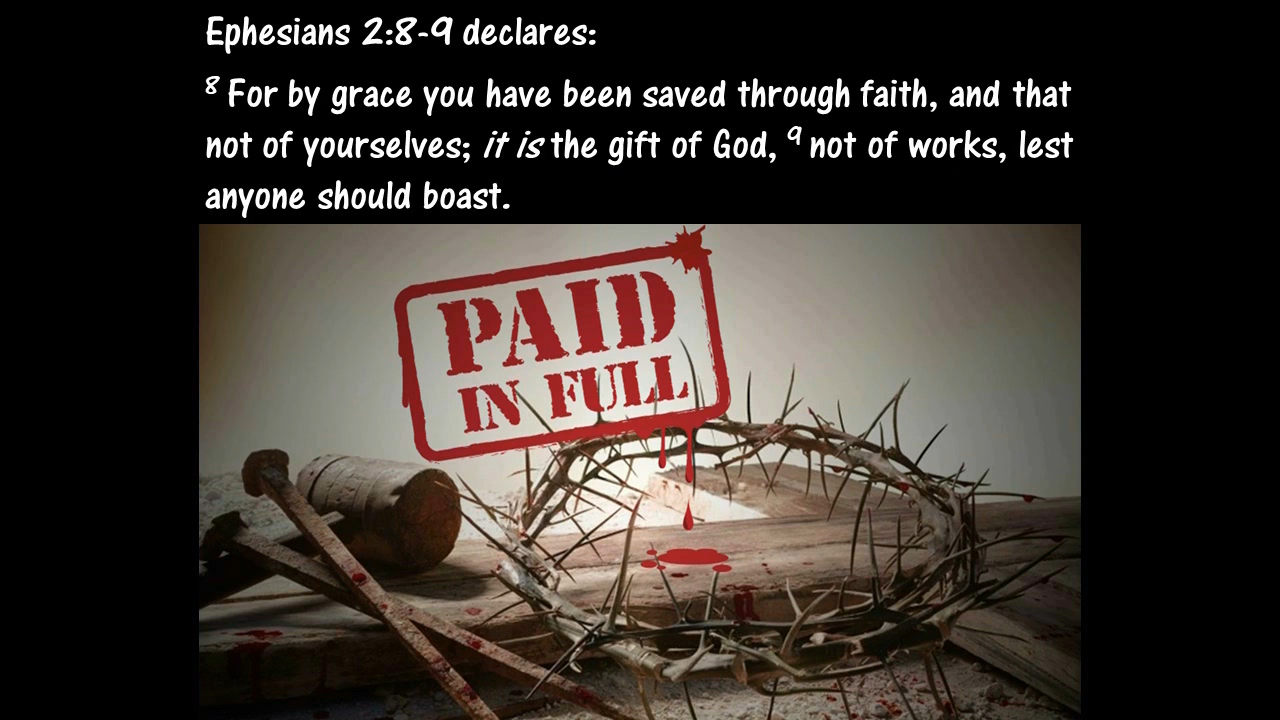 Ephesians 2:8-9 declares:
8 For by grace you have been saved through faith, and that
not of yourselves; it is the gift of God, 9 not of works, lest
anyone should boast.
PAID
IN FULL